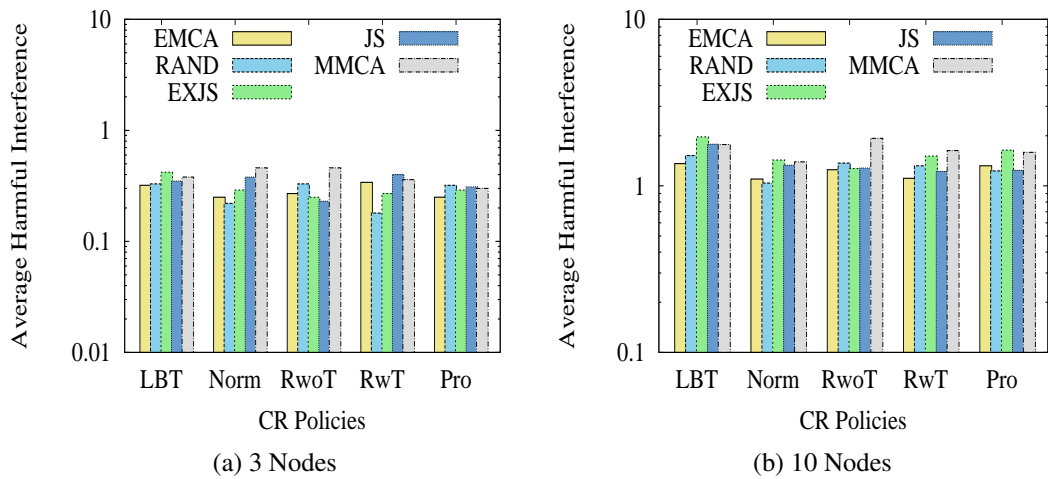 Average Harmful Interference
10
1
0.1
0.01
EMCA
RAND
EXJS
JS
MMCA
LBT Norm RwoT RwT Pro
CR Policies
(a) 3 Nodes
Average Harmful Interference
10
1
0.1
EMCA
RAND
EXJS
JS
MMCA
LBT Norm RwoT RwT Pro
CR Policies
(b) 10 Nodes